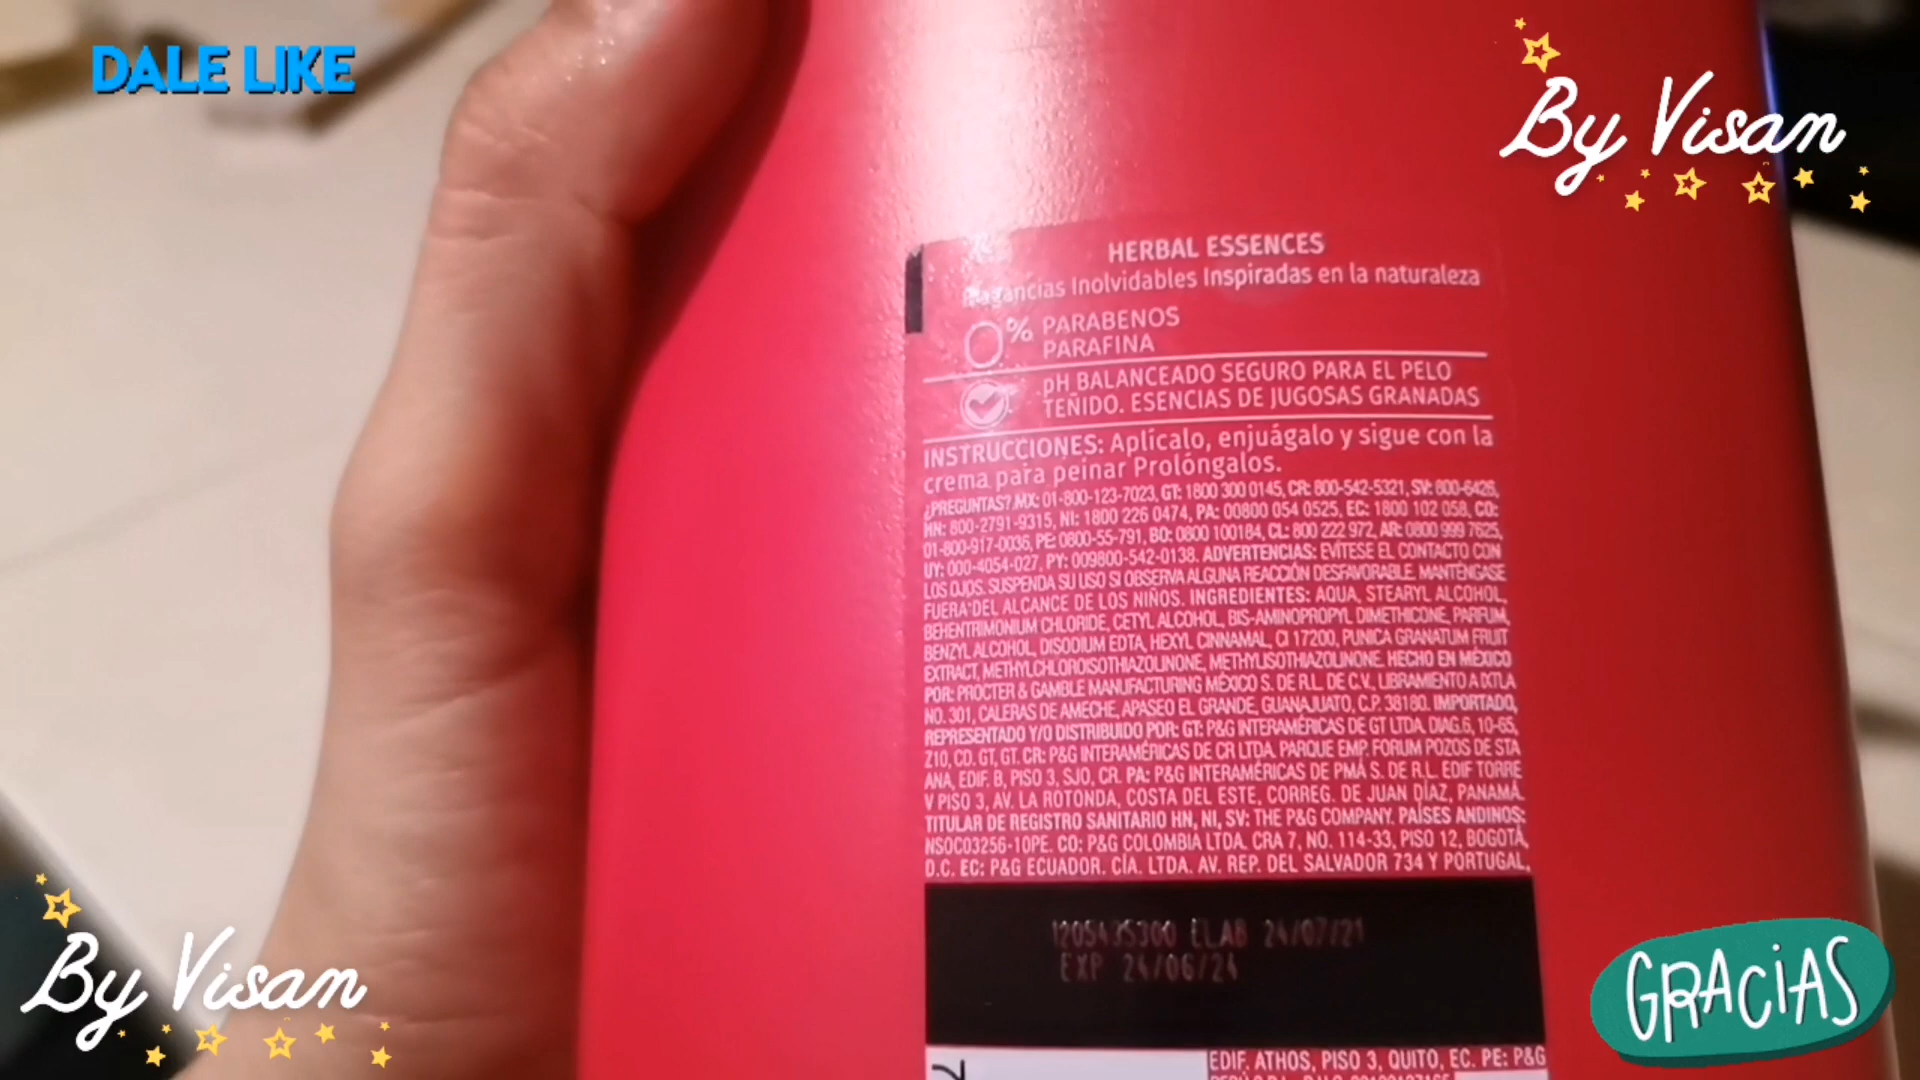 DALE LIKE
By Visan
HERBAL ESSENCES
Fragancias Inolvidables Inspiradas en la naturaleza
0% PARABENOS
PARAFINA
pH BALANCEADO SEGURO PARA EL PELO
TEÑIDO. ESENCIAS DE JUGOSAS GRANADAS
INSTRUCCIONES: Aplícalo, enjuágalo y sigue con la
crema para peinar Prolóngalos.
¿PREGUNTAS? MX: 01-800-123-7023, GT: 1800 300 0145, CR: 800-542-5321, SV: 800-6426,
HN: 800-2791-9315, NI: 1800 226 0474, PA: 00800 054 0525, EC: 1800 102 058, CO:
01-800-917-0036, PE: 0800-55-791, BO: 0800 100184, CL: 800 222 972, AR: 0800 999 7625,
UY: 000-4054-027, PY: 009800-542-0138. ADVERTENCIAS: EVÍTESE EL CONTACTO CON
LOS OJOS. SUSPENDA SU USO SI OBSERVA ALGUNA REACCIÓN DESFAVORABLE. MANTÉNGASE
FUERA DEL ALCANCE DE LOS NIÑOS. INGREDIENTES: AQUA, STEARYL ALCOHOL,
BEHENTRIMONIUM CHLORIDE, CETYL ALCOHOL, BIS-AMINOPROPYL DIMETHICONE, PARFUM,
BENZYL ALCOHOL, DISODIUM EDTA, HEXYL CINNAMAL, CI 17200, PUNICA GRANATUM FRUIT
EXTRACT, METHYLCHLOROISOTHIAZOLINONE, METHYLISOTHIAZOLINONE. HECHO EN MÉXICO
POR: PROCTER & GAMBLE MANUFACTURING MÉXICO S. DE R.L. DE C.V., LIBRAMIENTO A IXTLA
NO. 301, CALERAS DE AMECHE, APASEO EL GRANDE, GUANAJUATO, C.P. 38180. IMPORTADO,
REPRESENTADO Y/O DISTRIBUIDO POR: GT: P&G INTERAMÉRICAS DE GT LTDA. DIAG.6, 10-65,
Z10, CD. GT, GT. CR: P&G INTERAMÉRICAS DE CR LTDA. PARQUE EMP. FORUM POZOS DE STA
ANA, EDIF. B, PISO 3, SJO, CR. PA: P&G INTERAMÉRICAS DE PMÁ S. DE R.L. EDIF TORRE
V PISO 3, AV. LA ROTONDA, COSTA DEL ESTE, CORREG. DE JUAN DÍAZ, PANAMÁ.
TITULAR DE REGISTRO SANITARIO HN, NI, SV: THE P&G COMPANY. PAÍSES ANDINOS:
NSOC03256-10PE. CO: P&G COLOMBIA LTDA. CRA 7, NO. 114-33, PISO 12, BOGOTÁ,
D.C. EC: P&G ECUADOR. CÍA. LTDA. AV. REP. DEL SALVADOR 734 Y PORTUGAL,
1205435300 ELAB 24/07/21
EXP 24/06/24
EDIF. ATHOS, PISO 3, QUITO, EC. PE: P&G
By Visan
GRACIAS